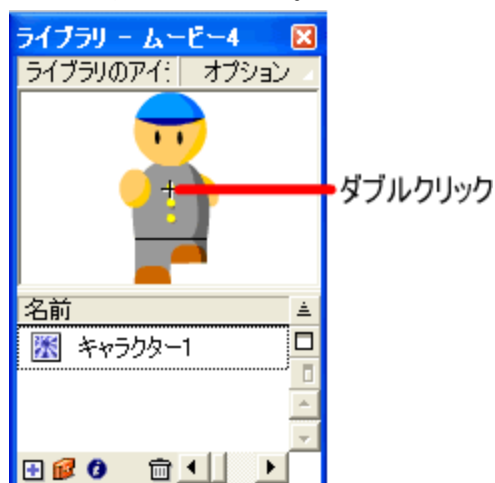 ライブラリ - ムービー4
ライブラリのアイ:
オプション
ダブルクリック
名前
キャラクター1